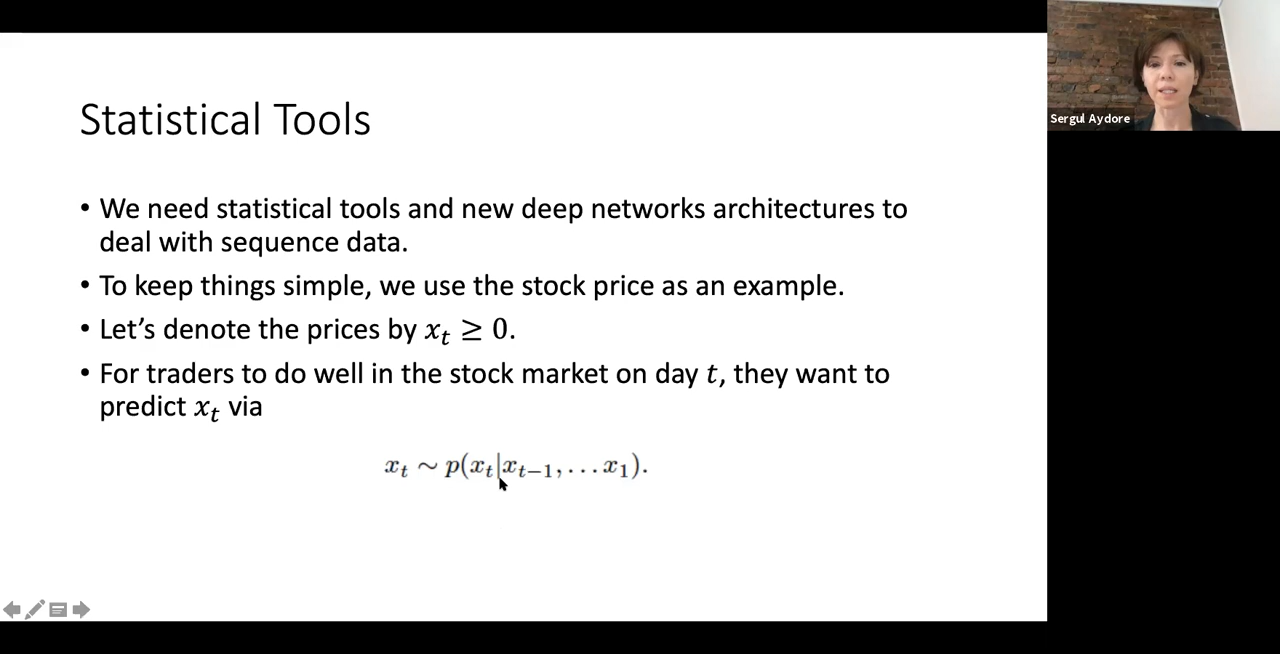 Statistical Tools
• We need statistical tools and new deep networks architectures to
deal with sequence data.
• To keep things simple, we use the stock price as an example.
• Let’s denote the prices by xₜ ≥ 0.
• For traders to do well in the stock market on day t, they want to
predict xₜ via
xₜ ∼ p(xₜ|xₜ₋₁, … x₁).
Sergul Aydore